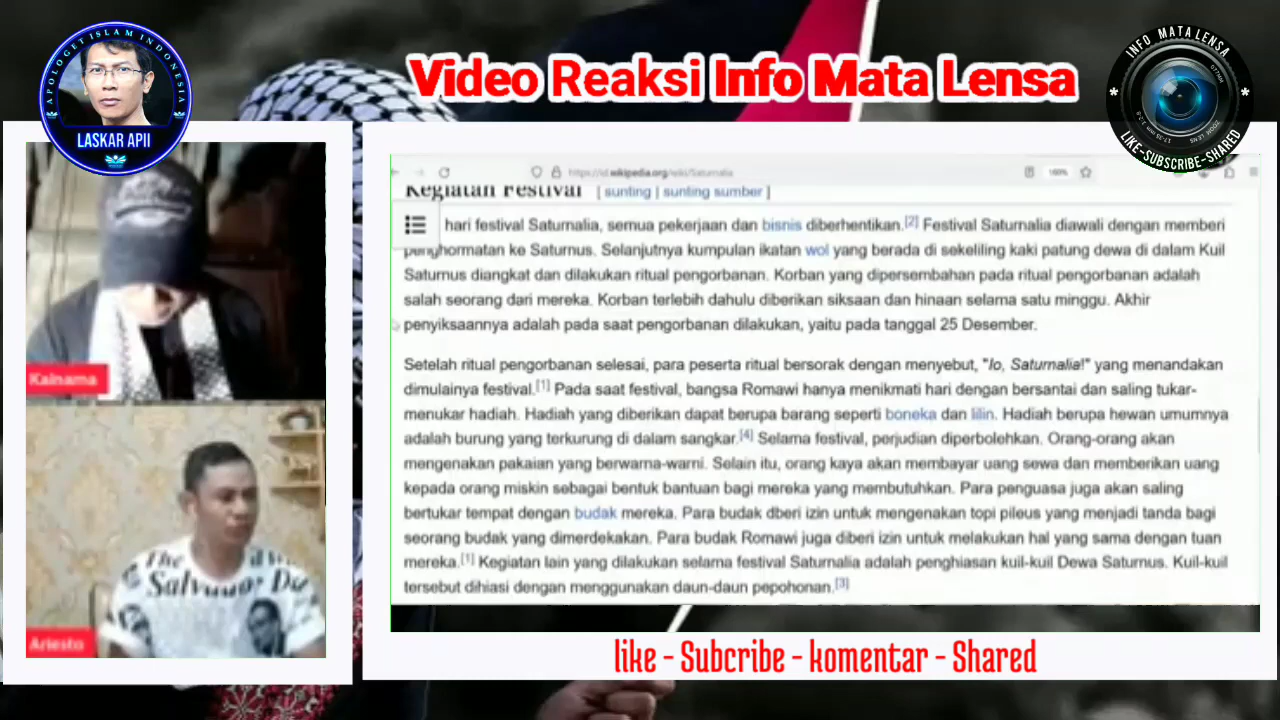 APOLOGET ISLAM INDONESIA
LASKAR APII
Video Reaksi Info Mata Lensa
INFO MATA LENSA
LIKE-SUBSCRIBE-SHARED
https://id.wikipedia.org/wiki/Saturnalia
Kegiatan Festival [ sunting | sunting sumber ]
hari festival Saturnalia, semua pekerjaan dan bisnis diberhentikan.[2] Festival Saturnalia diawali dengan memberi
penghormatan ke Saturnus. Selanjutnya kumpulan ikatan wol yang berada di sekeliling kaki patung dewa di dalam Kuil
Saturnus diangkat dan dilakukan ritual pengorbanan. Korban yang dipersembahan pada ritual pengorbanan adalah
salah seorang dari mereka. Korban terlebih dahulu diberikan siksaan dan hinaan selama satu minggu. Akhir
penyiksaannya adalah pada saat pengorbanan dilakukan, yaitu pada tanggal 25 Desember.
Setelah ritual pengorbanan selesai, para peserta ritual bersorak dengan menyebut, "Io, Saturnalia!" yang menandakan
dimulainya festival.[1] Pada saat festival, bangsa Romawi hanya menikmati hari dengan bersantai dan saling tukar-
menukar hadiah. Hadiah yang diberikan dapat berupa barang seperti boneka dan lilin. Hadiah berupa hewan umumnya
adalah burung yang terkurung di dalam sangkar.[4] Selama festival, perjudian diperbolehkan. Orang-orang akan
mengenakan pakaian yang berwarna-warni. Selain itu, orang kaya akan membayar uang sewa dan memberikan uang
kepada orang miskin sebagai bentuk bantuan bagi mereka yang membutuhkan. Para penguasa juga akan saling
bertukar tempat dengan budak mereka. Para budak dberi izin untuk mengenakan topi pileus yang menjadi tanda bagi
seorang budak yang dimerdekakan. Para budak Romawi juga diberi izin untuk melakukan hal yang sama dengan tuan
mereka.[1] Kegiatan lain yang dilakukan selama festival Saturnalia adalah penghiasan kuil-kuil Dewa Saturnus. Kuil-kuil
tersebut dihiasi dengan menggunakan daun-daun pepohonan.[3]
Kainama
The
Salvador
Ariesto
like - Subcribe - komentar - Shared